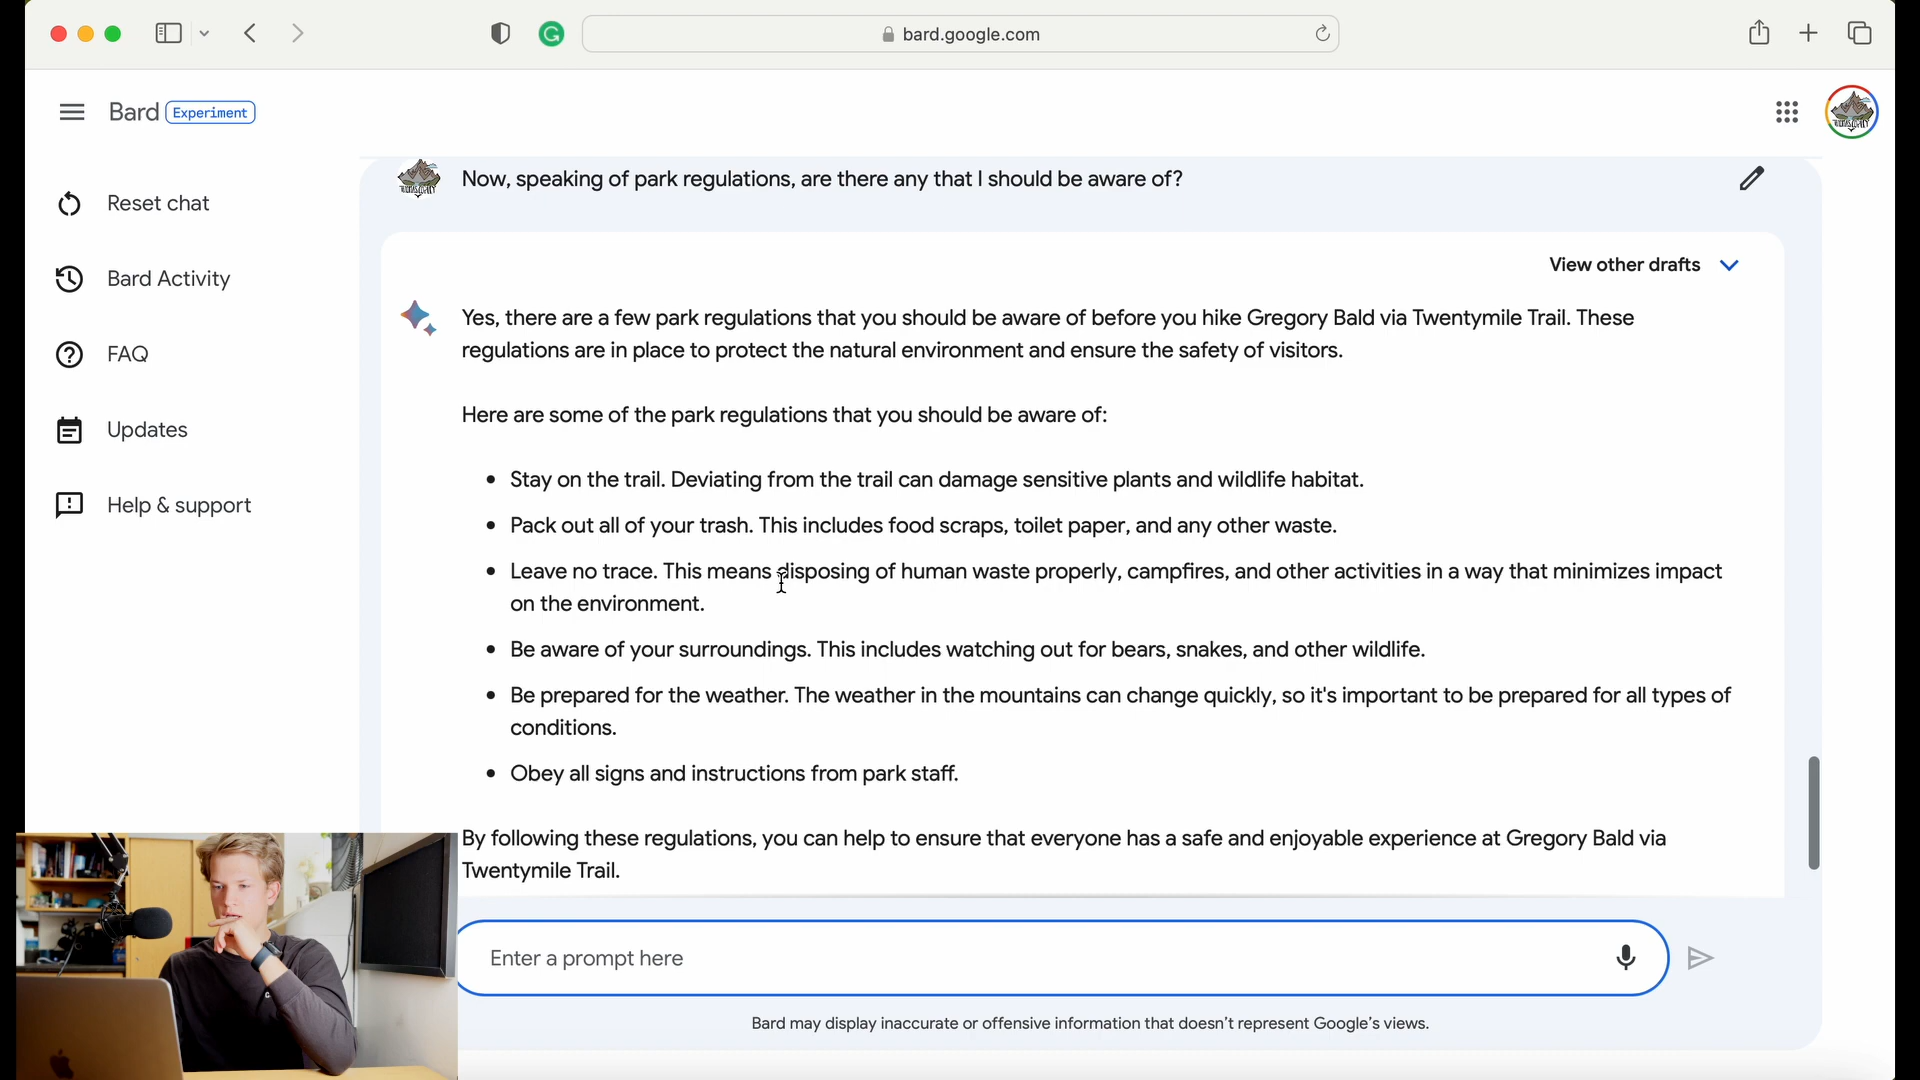 bard.google.com
Bard Experiment
Reset chat
Bard Activity
FAQ
Updates
Help & support
Now, speaking of park regulations, are there any that I should be aware of?
View other drafts
Yes, there are a few park regulations that you should be aware of before you hike Gregory Bald via Twentymile Trail. These
regulations are in place to protect the natural environment and ensure the safety of visitors.
Here are some of the park regulations that you should be aware of:
• Stay on the trail. Deviating from the trail can damage sensitive plants and wildlife habitat.
• Pack out all of your trash. This includes food scraps, toilet paper, and any other waste.
• Leave no trace. This means disposing of human waste properly, campfires, and other activities in a way that minimizes impact
on the environment.
• Be aware of your surroundings. This includes watching out for bears, snakes, and other wildlife.
• Be prepared for the weather. The weather in the mountains can change quickly, so it's important to be prepared for all types of
conditions.
• Obey all signs and instructions from park staff.
By following these regulations, you can help to ensure that everyone has a safe and enjoyable experience at Gregory Bald via
Twentymile Trail.
Enter a prompt here
Bard may display inaccurate or offensive information that doesn't represent Google's views.